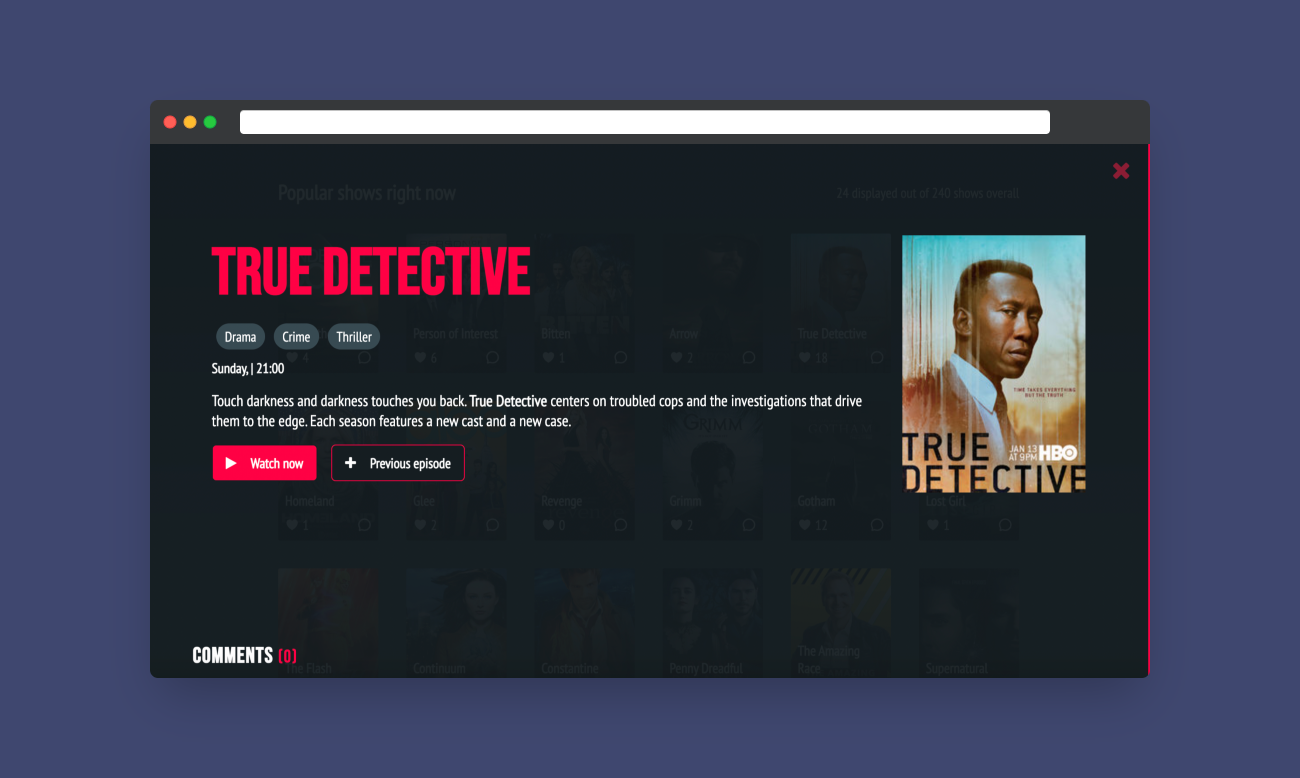 Popular shows right now
24 displayed out of 240 shows overall.
TRUE DETECTIVE
Drama
Crime
Thriller
Sunday, | 21:00
Touch darkness and darkness touches you back. True Detective centers on troubled cops and the investigations that drive
them to the edge. Each season features a new cast and a new case.
Watch now
Previous episode
TIME TAKES EVERYTHING
BUT THE TRUTH
TRUE
JAN 13
AT 9PM HBO
DETECTIVE
Person of Interest
Bitten
Arrow
True Detective
4
6
1
2
18
GRIMM
Homeland
Glee
Revenge
Grimm
Gotham
Lost Girl
1
2
0
2
12
1
The Flash
Continuum
Constantine
Penny Dreadful
The Amazing
Race
Supernatural
COMMENTS (0)